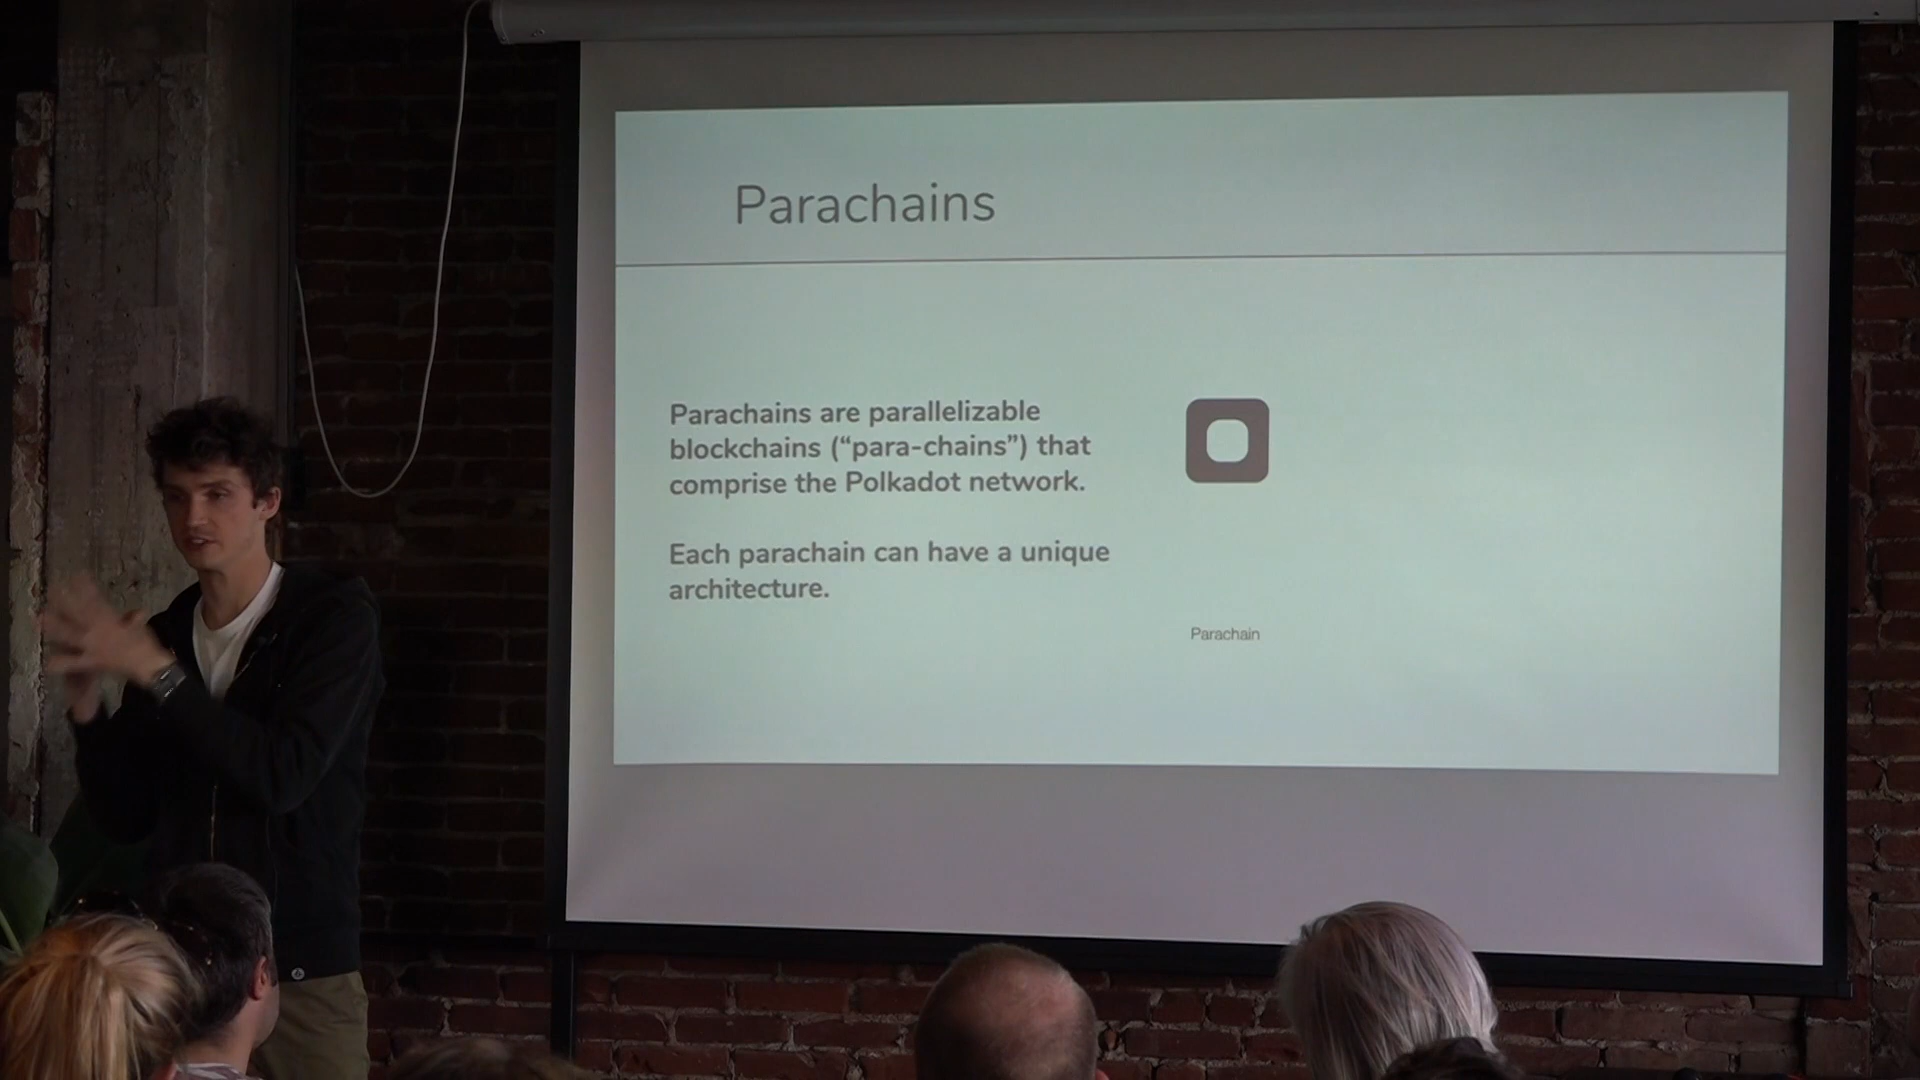 Parachains
Parachains are parallelizable
blockchains (“para-chains”) that
comprise the Polkadot network.
Each parachain can have a unique
architecture.
Parachain